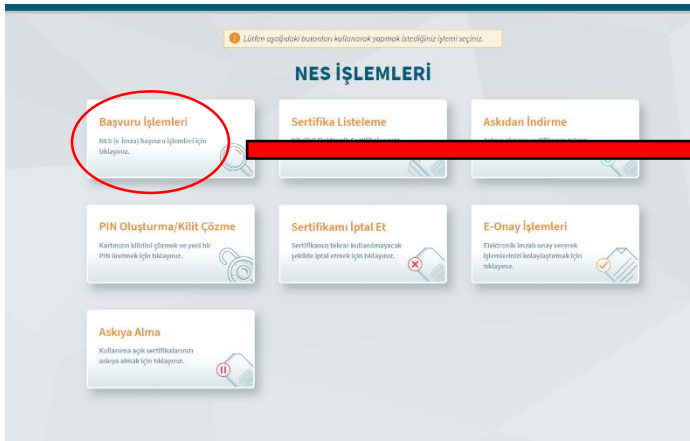 Lütfen aşağıdaki butonları kullanarak yapmak istediğiniz işlemi seçiniz.
NES İŞLEMLERİ
Başvuru İşlemleri
NES (e-İmza) başvuru işlemleri için
tıklayınız.
Sertifika Listeleme
Askıdan İndirme
PIN Oluşturma/Kilit Çözme
Kartınızın kilidini çözmek ve yeni bir
PIN üretmek için tıklayınız.
Sertifikamı İptal Et
Sertifikanızı tekrar kullanılmayacak
şekilde iptal etmek için tıklayınız.
E-Onay İşlemleri
Elektronik imzalı onay vererek
işlemlerinizi kolaylaştırmak için
tıklayınız.
Askıya Alma
Kullanıma açık sertifikalarınızı
askıya almak için tıklayınız.